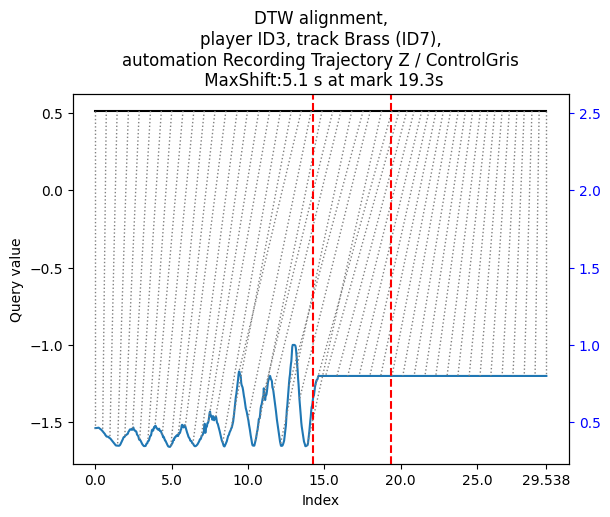 DTW alignment,
player ID3, track Brass (ID7),
automation Recording Trajectory Z / ControlGris
MaxShift:5.1 s at mark 19.3s
0.5
0.0
−0.5
−1.0
−1.5
Query value
2.5
2.0
1.5
1.0
0.5
0.0 5.0 10.0 15.0 20.0 25.0 29.538
Index